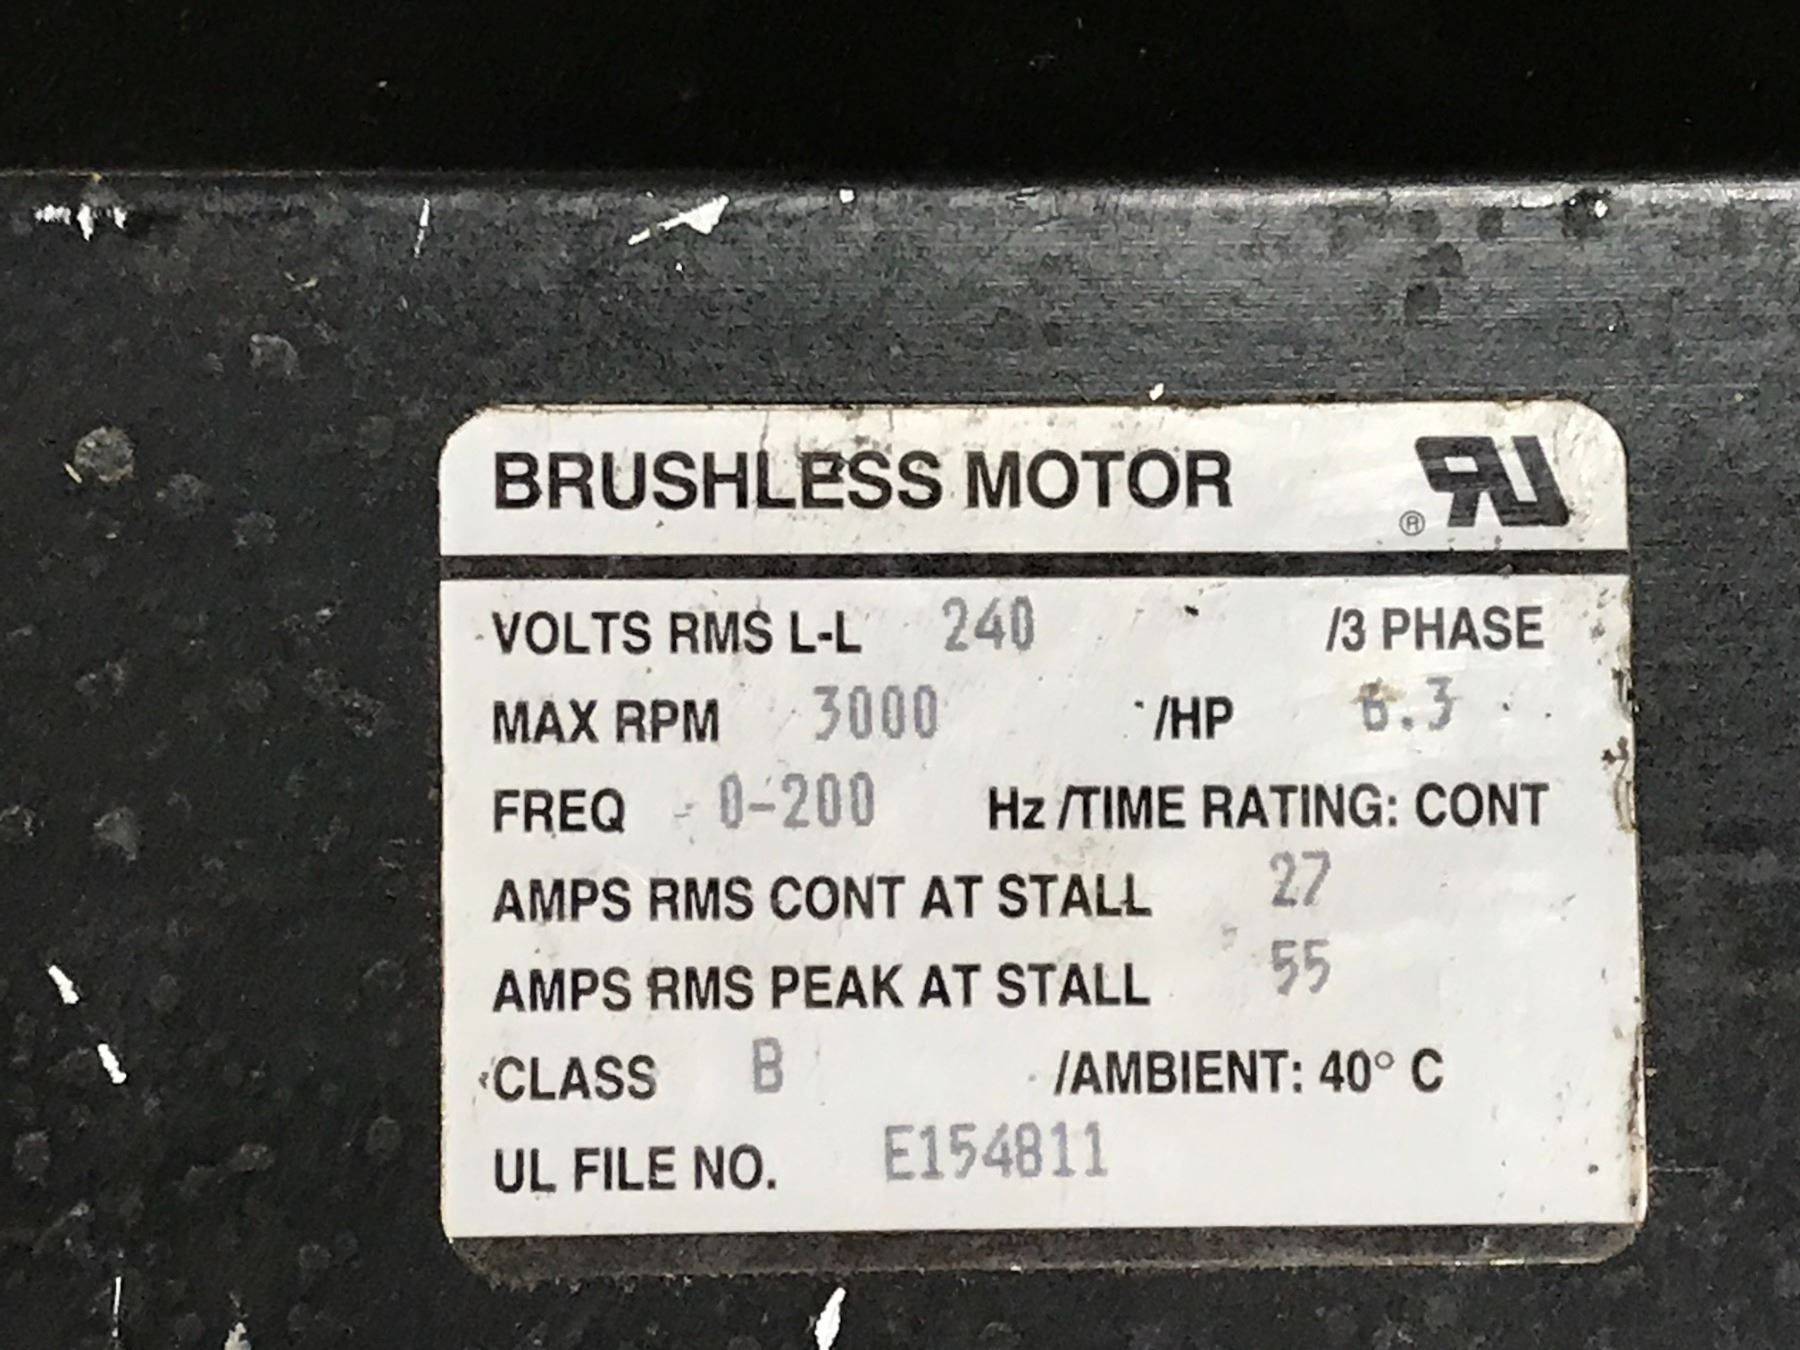 BRUSHLESS MOTOR
® RU
VOLTS RMS L-L 240 /3 PHASE
MAX RPM 3000 /HP 6.3
FREQ 0-200 Hz /TIME RATING: CONT
AMPS RMS CONT AT STALL 27
AMPS RMS PEAK AT STALL 55
CLASS B /AMBIENT: 40° C
UL FILE NO. E154811